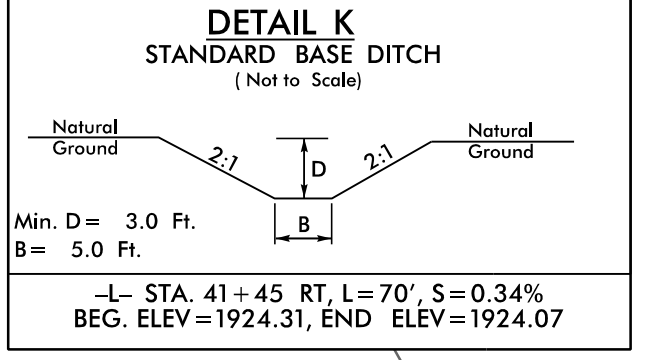 DETAIL K
STANDARD BASE DITCH
( Not to Scale)
Natural
Ground
2:1
D
2:1
Natural
Ground
Min. D= 3.0 Ft.
B
B= 5.0 Ft.
–L– STA. 41+45 RT, L=70', S=0.34%
BEG. ELEV=1924.31, END ELEV=1924.07